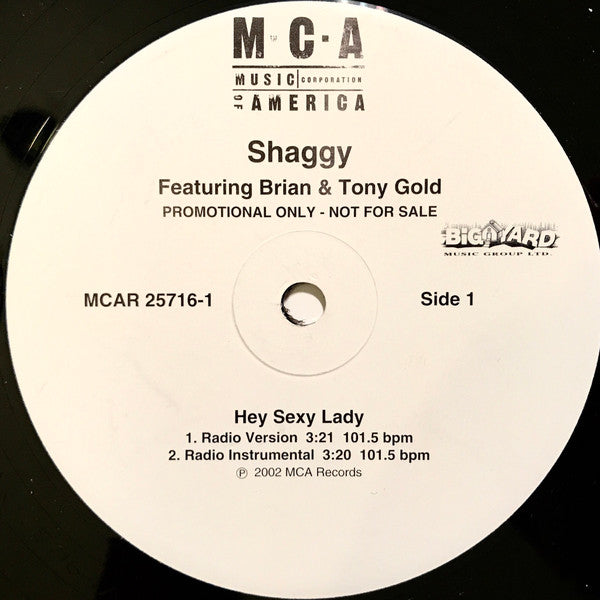 M·C·A
MUSIC CORPORATION
OF AMERICA
Shaggy
Featuring Brian & Tony Gold
PROMOTIONAL ONLY - NOT FOR SALE
BIG YARD
MUSIC GROUP LTD.
MCAR 25716-1
Side 1
Hey Sexy Lady
1. Radio Version 3:21 101.5 bpm
2. Radio Instrumental 3:20 101.5 bpm
℗ 2002 MCA Records